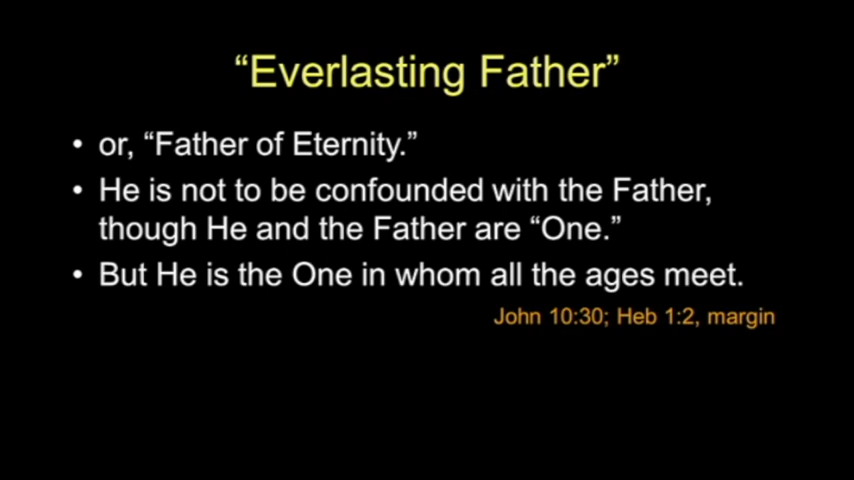 “Everlasting Father”
• or, “Father of Eternity.”
• He is not to be confounded with the Father,
though He and the Father are “One.”
• But He is the One in whom all the ages meet.
John 10:30; Heb 1:2, margin